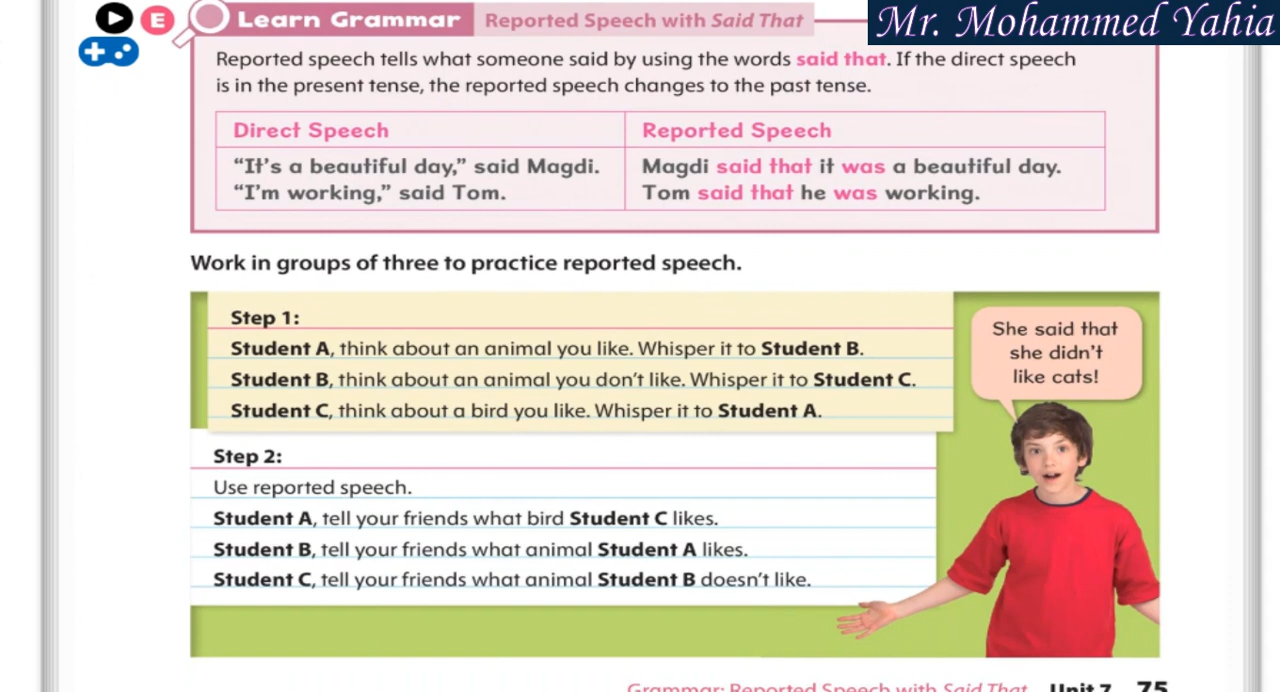 E
Learn Grammar Reported Speech with Said That
Mr. Mohammed Yahia
Reported speech tells what someone said by using the words said that. If the direct speech
is in the present tense, the reported speech changes to the past tense.
Direct Speech Reported Speech
“It’s a beautiful day,” said Magdi. Magdi said that it was a beautiful day.
“I’m working,” said Tom. Tom said that he was working.
Work in groups of three to practice reported speech.
Step 1:
Student A, think about an animal you like. Whisper it to Student B.
Student B, think about an animal you don’t like. Whisper it to Student C.
Student C, think about a bird you like. Whisper it to Student A.
She said that
she didn’t
like cats!
Step 2:
Use reported speech.
Student A, tell your friends what bird Student C likes.
Student B, tell your friends what animal Student A likes.
Student C, tell your friends what animal Student B doesn’t like.
Grammar: Reported Speech with Said That Unit 7 75